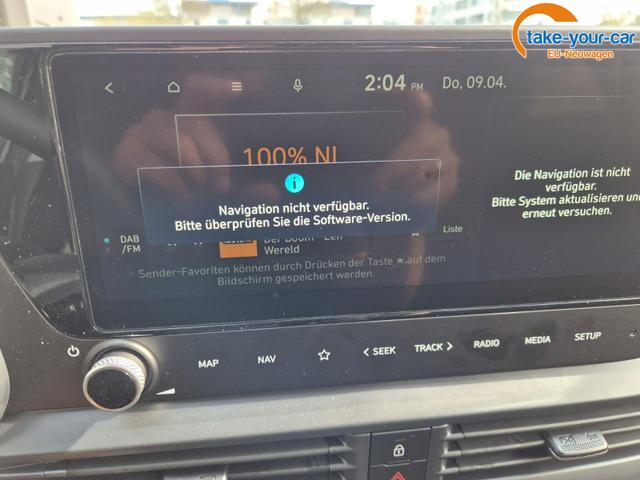 take-your-car
EU-Neuwagen
2:04 PM Do, 09.04.
100% NL
Navigation nicht verfügbar.
Bitte überprüfen Sie die Software-Version.
Die Navigation ist nicht
verfügbar.
Bitte System aktualisieren und
erneut versuchen.
DAB
/FM
Wereld
Liste
Sender-Favoriten können durch Drücken der Taste ★ auf dem
Bildschirm gespeichert werden.
MAP NAV < SEEK TRACK > RADIO MEDIA SETUP